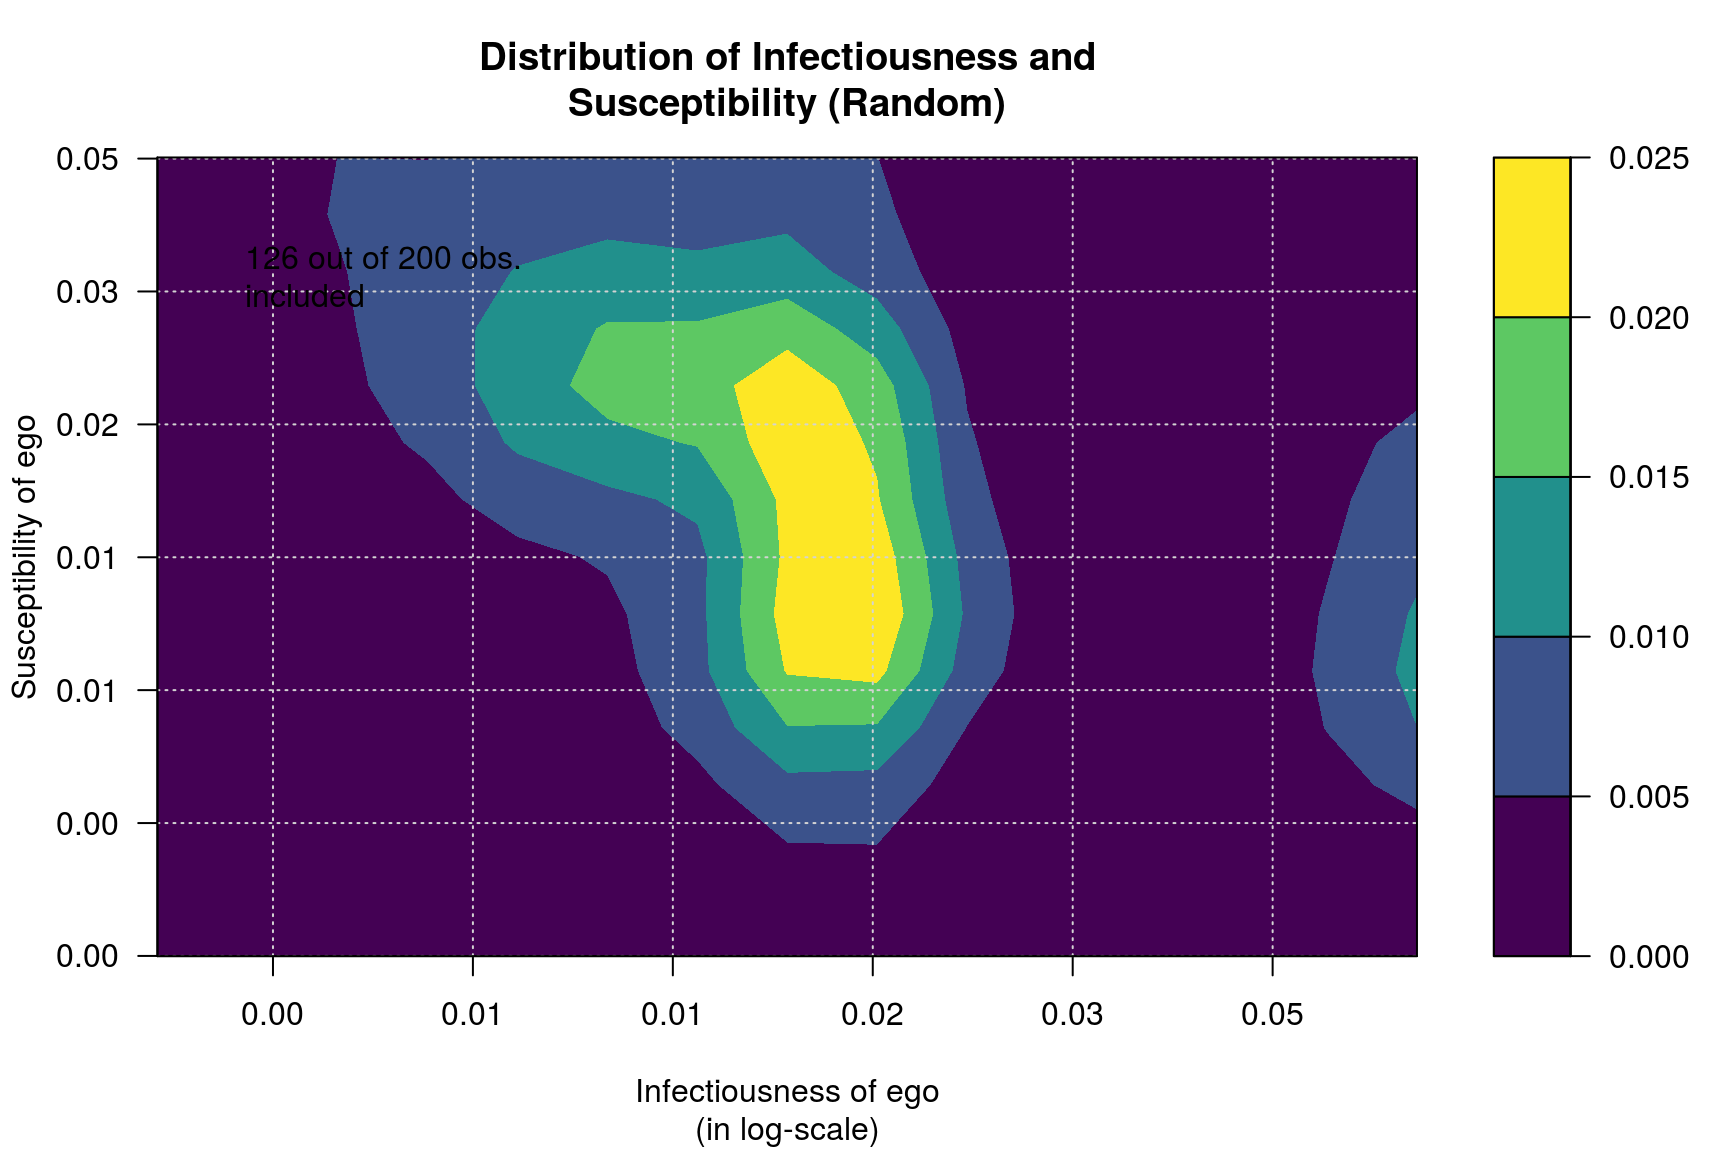 Distribution of Infectiousness and
Susceptibility (Random)
126 out of 200 obs.
included
Susceptibility of ego
0.05
0.03
0.02
0.01
0.01
0.00
0.00
0.00
0.01
0.01
0.02
0.03
0.05
Infectiousness of ego
(in log-scale)
0.025
0.020
0.015
0.010
0.005
0.000